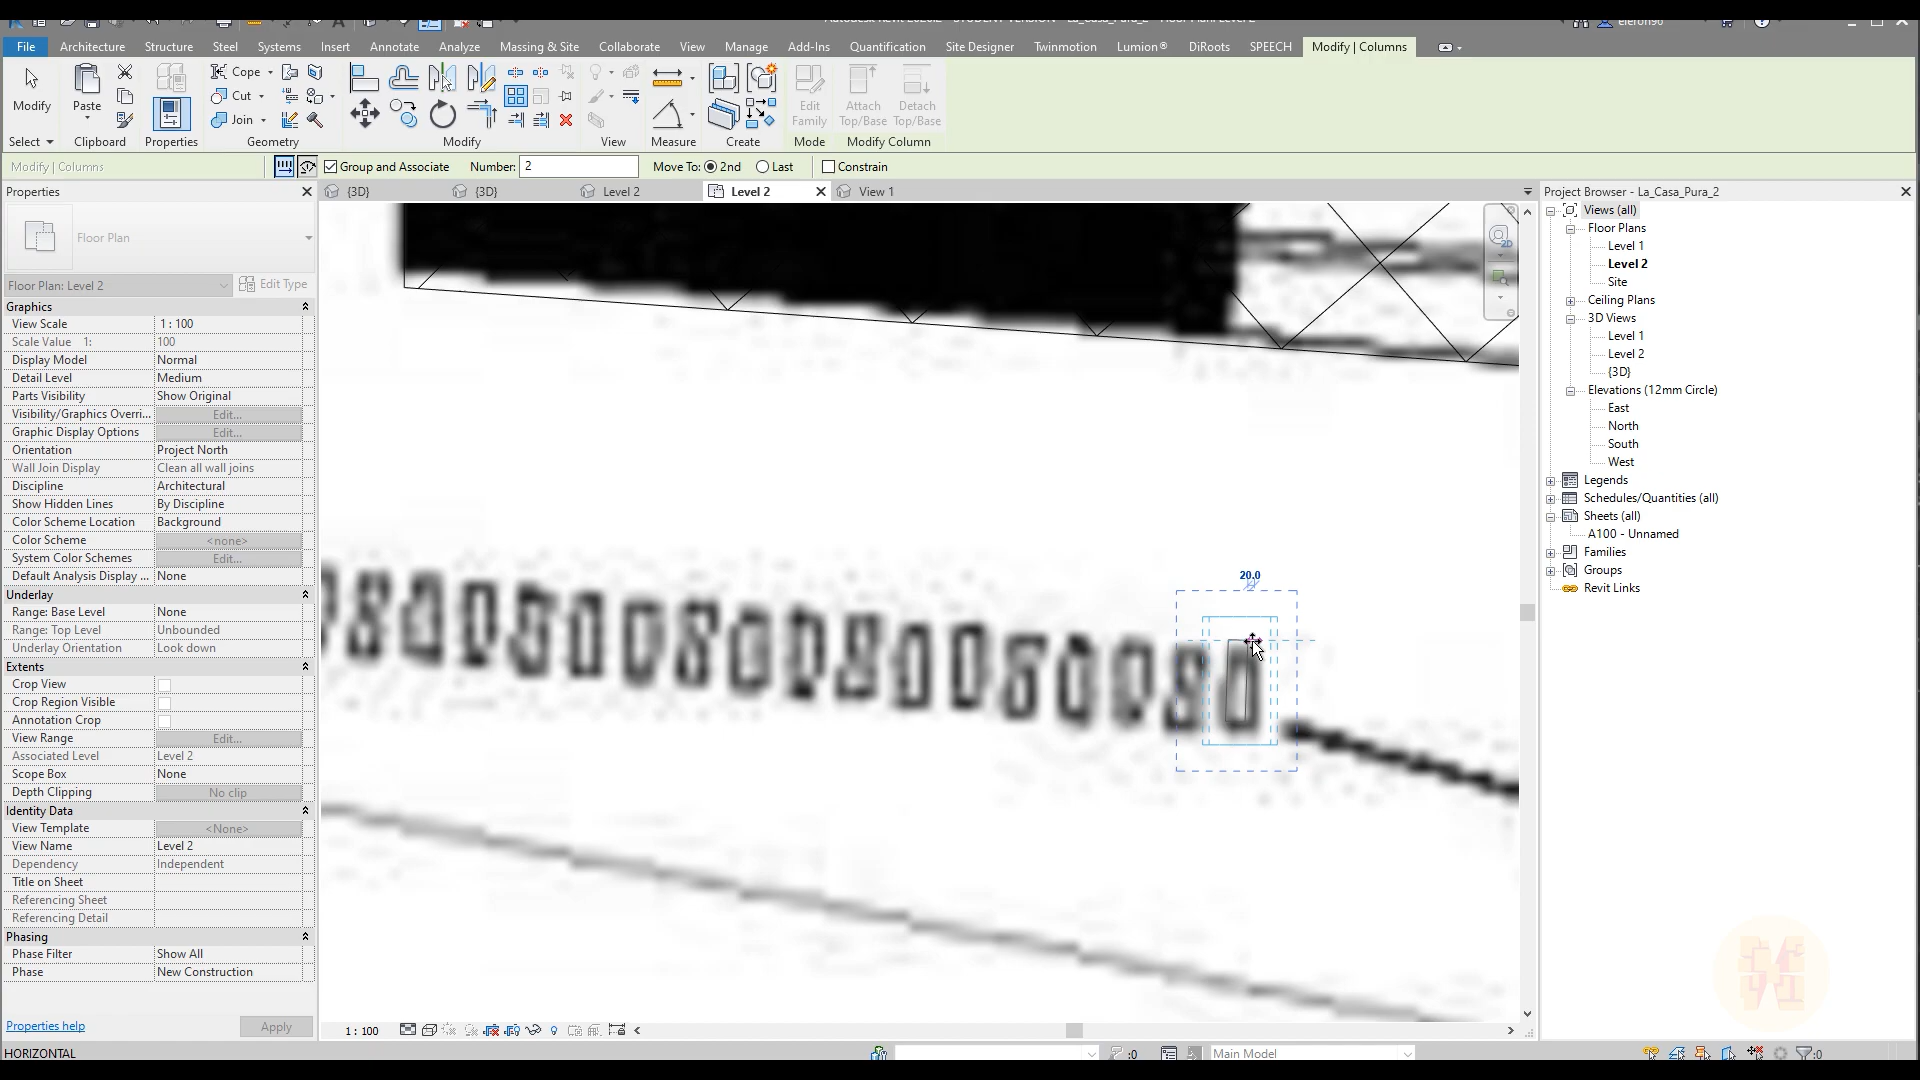 File Architecture Structure Steel Systems Insert Annotate Analyze Massing & Site Collaborate View Manage Add-Ins Quantification Site Designer Twinmotion Lumion® DiRoots SPEECH Modify | Columns
Cope
Cut
Join
Modify Paste Edit Family Attach Top/Base Detach Top/Base
Select Clipboard Properties Geometry Modify View Measure Create Mode Modify Column
Modify | Columns Group and Associate Number: 2 Move To: 2nd Last Constrain
Properties
{3D} {3D} Level 2 Level 2 View 1
Project Browser - La_Casa_Pura_2
Floor Plan
Floor Plan: Level 2 Edit Type
Graphics
View Scale 1 : 100
Scale Value 1: 100
Display Model Normal
Detail Level Medium
Parts Visibility Show Original
Visibility/Graphics Overri... Edit...
Graphic Display Options Edit...
Orientation Project North
Wall Join Display Clean all wall joins
Discipline Architectural
Show Hidden Lines By Discipline
Color Scheme Location Background
Color Scheme <none>
System Color Schemes Edit...
Default Analysis Display ... None
Underlay
Range: Base Level None
Range: Top Level Unbounded
Underlay Orientation Look down
Extents
Crop View
Crop Region Visible
Annotation Crop
View Range Edit...
Associated Level Level 2
Scope Box None
Depth Clipping No clip
Identity Data
View Template <None>
View Name Level 2
Dependency Independent
Title on Sheet
Referencing Sheet
Referencing Detail
Phasing
Phase Filter Show All
Phase New Construction
Properties help Apply
20.0
2D
Views (all)
Floor Plans
Level 1
Level 2
Site
Ceiling Plans
3D Views
Level 1
Level 2
{3D}
Elevations (12mm Circle)
East
North
South
West
Legends
Schedules/Quantities (all)
Sheets (all)
A100 - Unnamed
Families
Groups
Revit Links
1 : 100
HORIZONTAL
:0
Main Model
:0